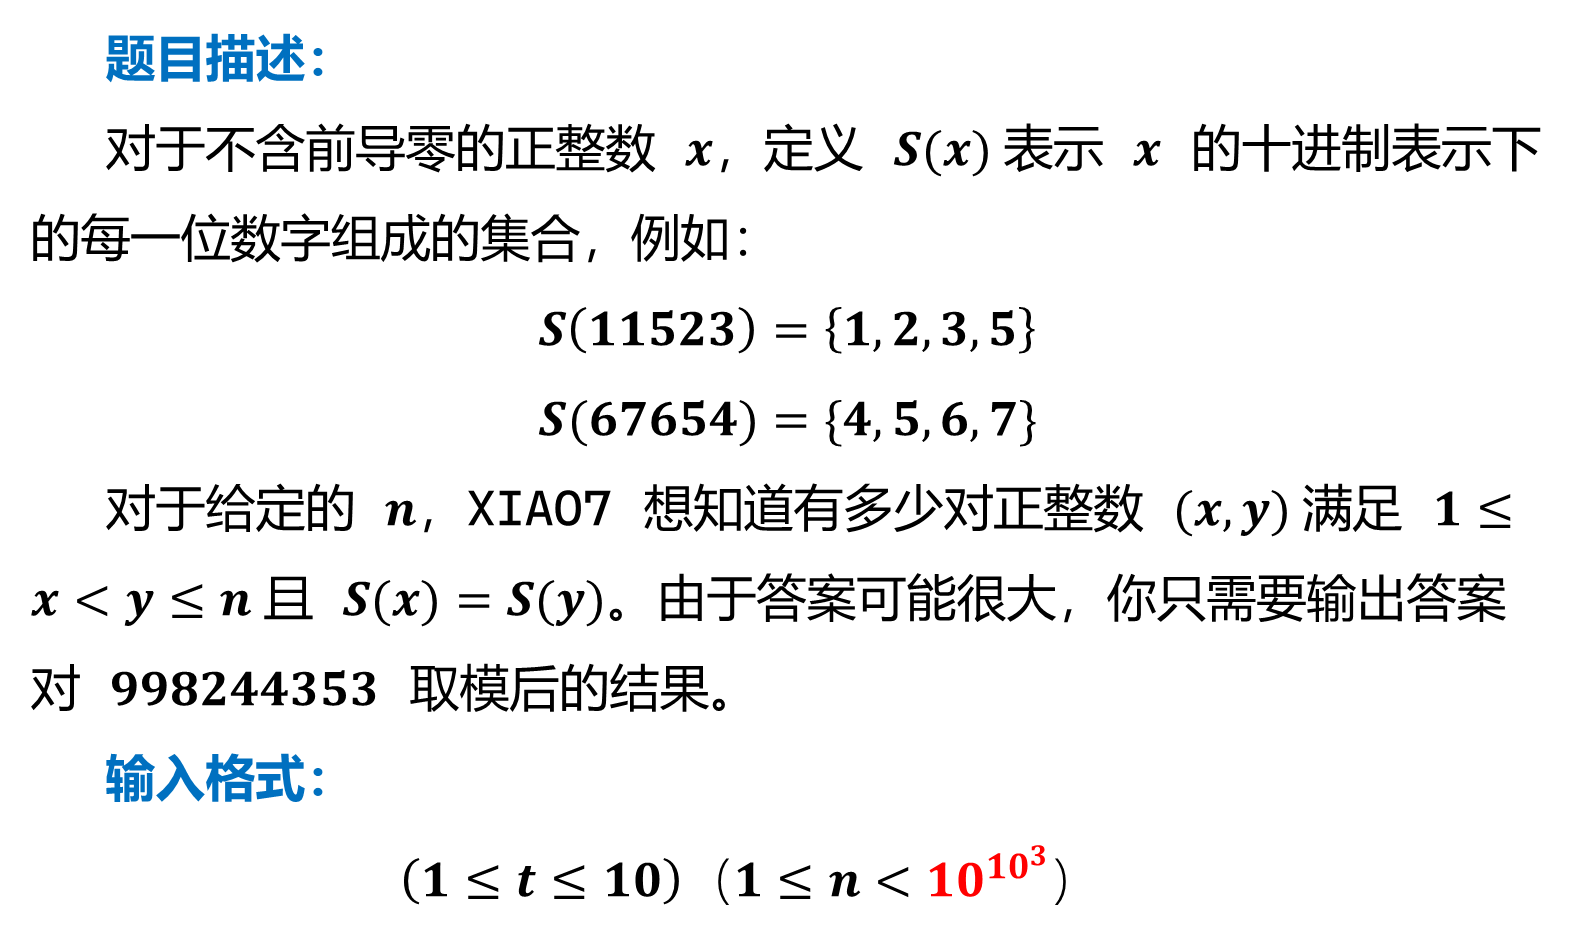 题目描述：
对于不含前导零的正整数 x，定义 S(x) 表示 x 的十进制表示下
的每一位数字组成的集合，例如：
S(11523) = {1, 2, 3, 5}
S(67654) = {4, 5, 6, 7}
对于给定的 n，XIAO7 想知道有多少对正整数 (x, y) 满足 1 ≤
x < y ≤ n 且 S(x) = S(y)。由于答案可能很大，你只需要输出答案
对 998244353 取模后的结果。
输入格式：
（1 ≤ t ≤ 10）（1 ≤ n < 10^{10^3}）